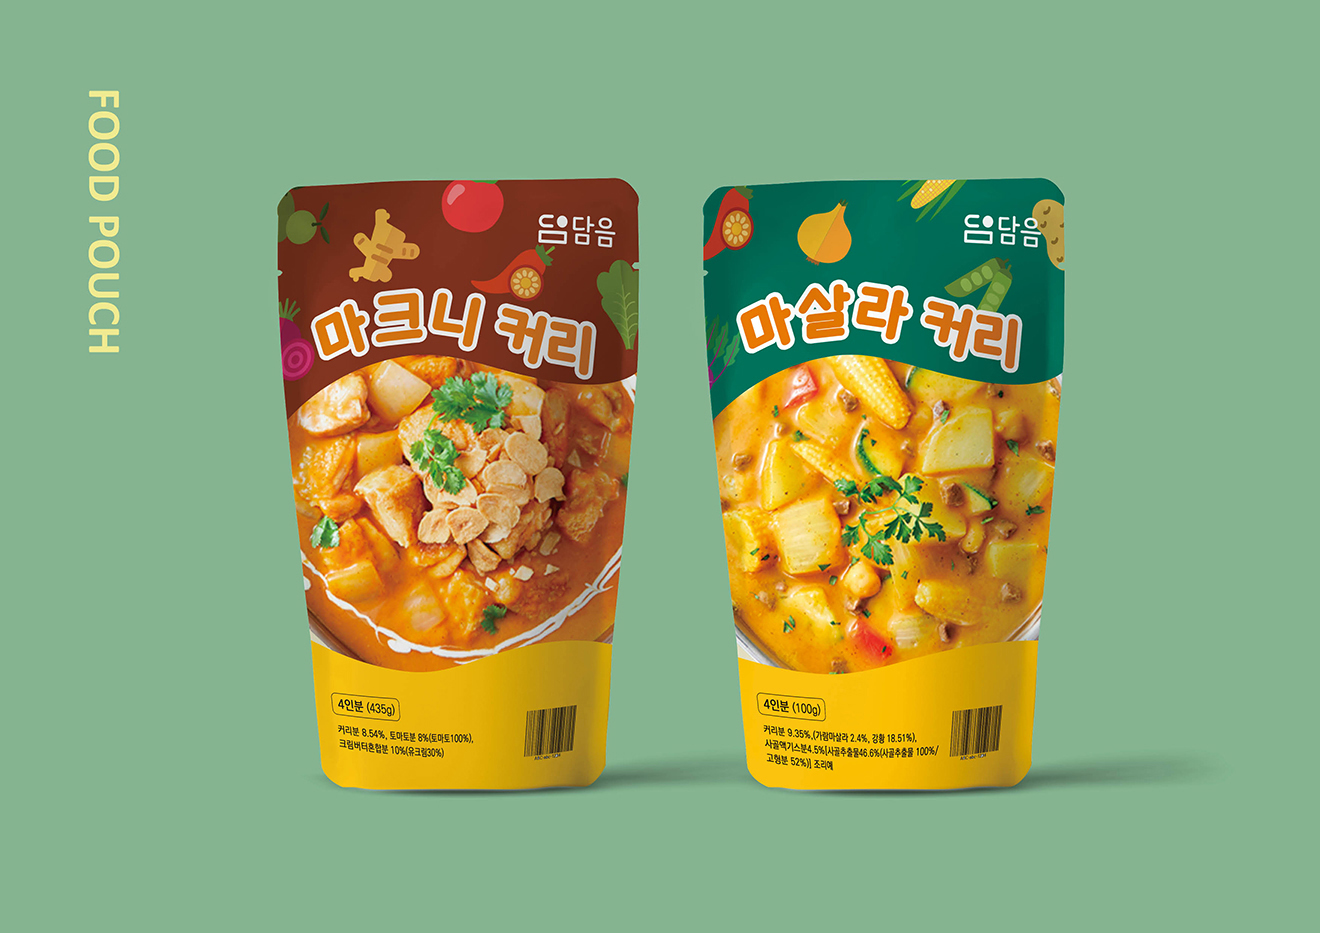 FOOD POUCH
담음
마크니 커리
4인분 (435g)
커리분 8.54%, 토마토분 8%(토마토100%),
크림버터혼합분 10%(유크림30%)
담음
마살라 커리
4인분 (100g)
커리분 9.35%,(가람마살라 2.4%, 강황 18.51%),
사골엑기스분4.5%[사골추출물46.6%(사골추출물 100%/
고형분 52%)] 조리예